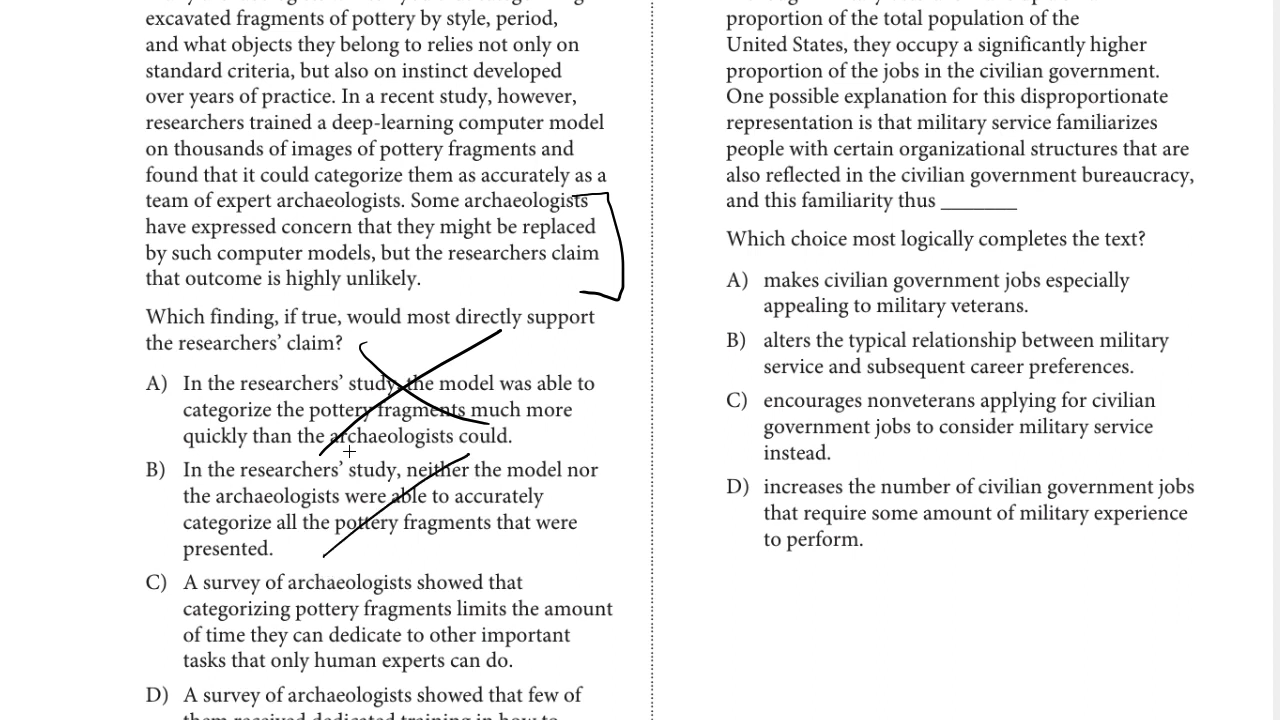 excavated fragments of pottery by style, period,
and what objects they belong to relies not only on
standard criteria, but also on instinct developed
over years of practice. In a recent study, however,
researchers trained a deep-learning computer model
on thousands of images of pottery fragments and
found that it could categorize them as accurately as a
team of expert archaeologists. Some archaeologists
have expressed concern that they might be replaced
by such computer models, but the researchers claim
that outcome is highly unlikely.
Which finding, if true, would most directly support
the researchers’ claim?
A) In the researchers’ study, the model was able to
categorize the pottery fragments much more
quickly than the archaeologists could.
B) In the researchers’ study, neither the model nor
the archaeologists were able to accurately
categorize all the pottery fragments that were
presented.
C) A survey of archaeologists showed that
categorizing pottery fragments limits the amount
of time they can dedicate to other important
tasks that only human experts can do.
D) A survey of archaeologists showed that few of
them received dedicated training in how to
proportion of the total population of the
United States, they occupy a significantly higher
proportion of the jobs in the civilian government.
One possible explanation for this disproportionate
representation is that military service familiarizes
people with certain organizational structures that are
also reflected in the civilian government bureaucracy,
and this familiarity thus _______
Which choice most logically completes the text?
A) makes civilian government jobs especially
appealing to military veterans.
B) alters the typical relationship between military
service and subsequent career preferences.
C) encourages nonveterans applying for civilian
government jobs to consider military service
instead.
D) increases the number of civilian government jobs
that require some amount of military experience
to perform.